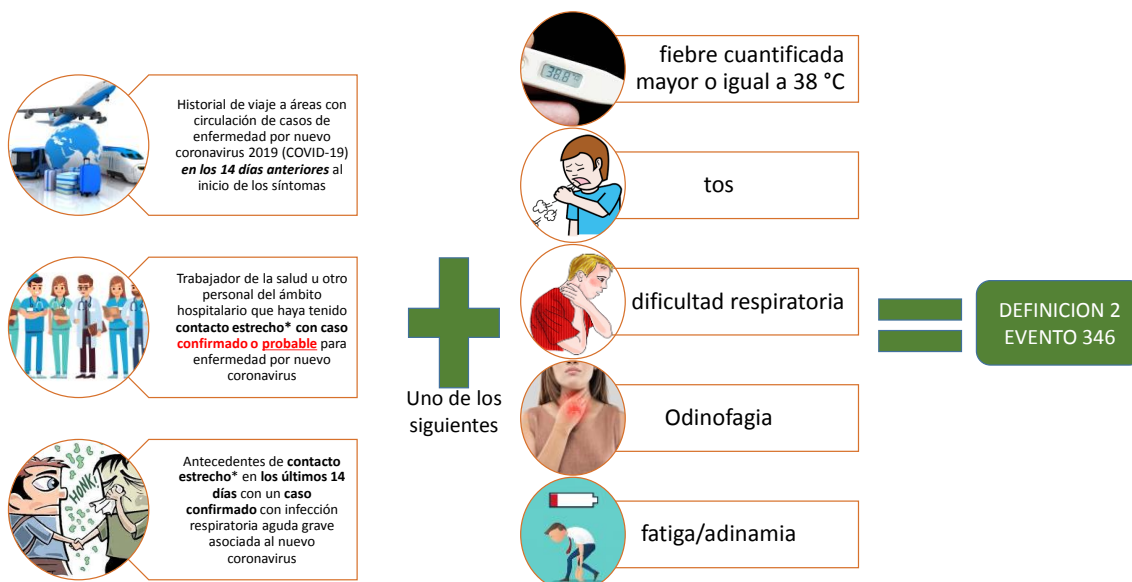 Historial de viaje a áreas con
circulación de casos de
enfermedad por nuevo
coronavirus 2019 (COVID-19)
en los 14 días anteriores al
inicio de los síntomas
Trabajador de la salud u otro
personal del ámbito
hospitalario que haya tenido
contacto estrecho* con caso
confirmado o probable para
enfermedad por nuevo
coronavirus
HONK!
Antecedentes de contacto
estrecho* en los últimos 14
días con un caso
confirmado con infección
respiratoria aguda grave
asociada al nuevo
coronavirus
Uno de los
siguientes
38.8°C
fiebre cuantificada
mayor o igual a 38 °C
tos
dificultad respiratoria
Odinofagia
fatiga/adinamia
DEFINICION 2
EVENTO 346